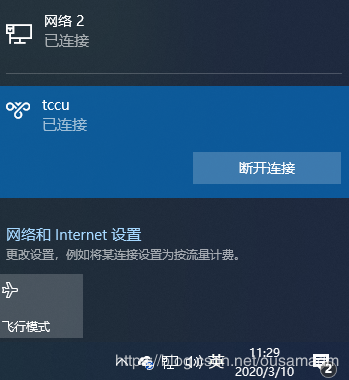 网络 2
已连接
tccu
已连接
断开连接
网络和 Internet 设置
更改设置，例如将某连接设置为按流量计费。
飞行模式
英
11:29
2020/3/10
2